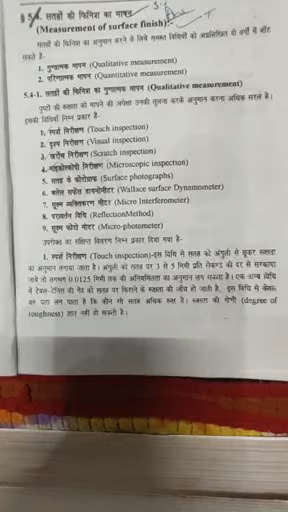 § 5.4. सतहों की फिनिश का मापन
(Measurement of surface finish):-
सतहों की फिनिश का अनुमान करने के लिये समस्त विधियों को अग्रलिखित दो वर्गों में बाँट
सकते है-
1. गुणात्मक मापन (Qualitative measurement)
2. परिणात्मक मापन (Quantitative measurement)
5.4-1. सतहों की फिनिश का गुणात्मक मापन (Qualitative measurement)
पृष्ठों की रुक्षता को मापने की अपेक्षा उनकी तुलना करके अनुमान करना अधिक सरल है।
इसकी विधियाँ निम्न प्रकार है-
1. स्पर्श निरीक्षण (Touch inspection)
2. दृश्य निरीक्षण (Visual inspection)
3. खरोंच निरीक्षण (Scratch inspection)
4. माइक्रोस्कोपी निरीक्षण (Microscopic inspection)
5. सतह के फोटोग्राफ (Surface photographs)
6. वालेस सर्फेस डायनमोमीटर (Wallace surface Dynamometer)
7. सूक्ष्म व्यतिकरण मीटर (Micro Interferometer)
8. परावर्तन विधि (ReflectionMethod)
9. सूक्ष्म फोटो मीटर (Micro-photometer)
उपरोक्त का संक्षिप्त विवरण निम्न प्रकार दिया गया है-
1. स्पर्श निरीक्षण (Touch inspection)-इस विधि से सतह को अंगुली से छूकर रुक्षता
का अनुमान लगाया जाता है। अंगुली को सतह पर 3 से 5 मिमी प्रति सेकण्ड की दर से सरकाया
जाये तो लगभग 0.0125 मिमी तक की अनियमितता का अनुमान लग सकता है। एक अन्य विधि
में टेबल-टेनिस की गेंद को सतह पर फिराने के रुक्षता की जाँच हो जाती है, इस विधि से केवल
पता लग पाता है कि कौन सी सतह अधिक रुक्ष है। रुक्षता की श्रेणी (degree of
roughness) ज्ञात नहीं हो सकती है।